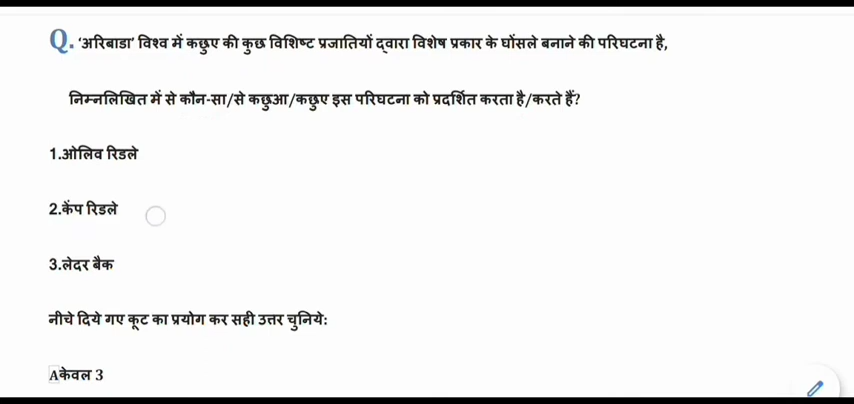 Q. ‘अरिबाडा’ विश्व में कछुए की कुछ विशिष्ट प्रजातियों द्वारा विशेष प्रकार के घोंसले बनाने की परिघटना है,
निम्नलिखित में से कौन-सा/से कछुआ/कछुए इस परिघटना को प्रदर्शित करता है/करते हैं?
1.ओलिव रिडले
2.केंप रिडले
3.लेदर बैक
नीचे दिये गए कूट का प्रयोग कर सही उत्तर चुनिये:
Aकेवल 3